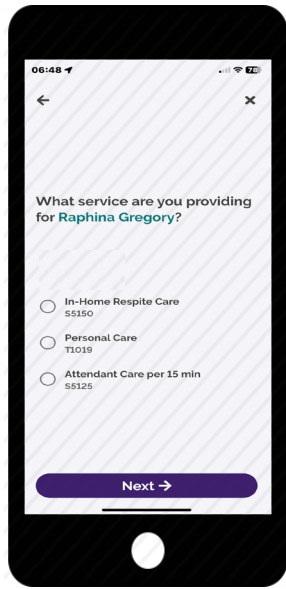 06:48
78
What service are you providing
for Raphina Gregory?
In-Home Respite Care
S5150
Personal Care
T1019
Attendant Care per 15 min
S5125
Next →